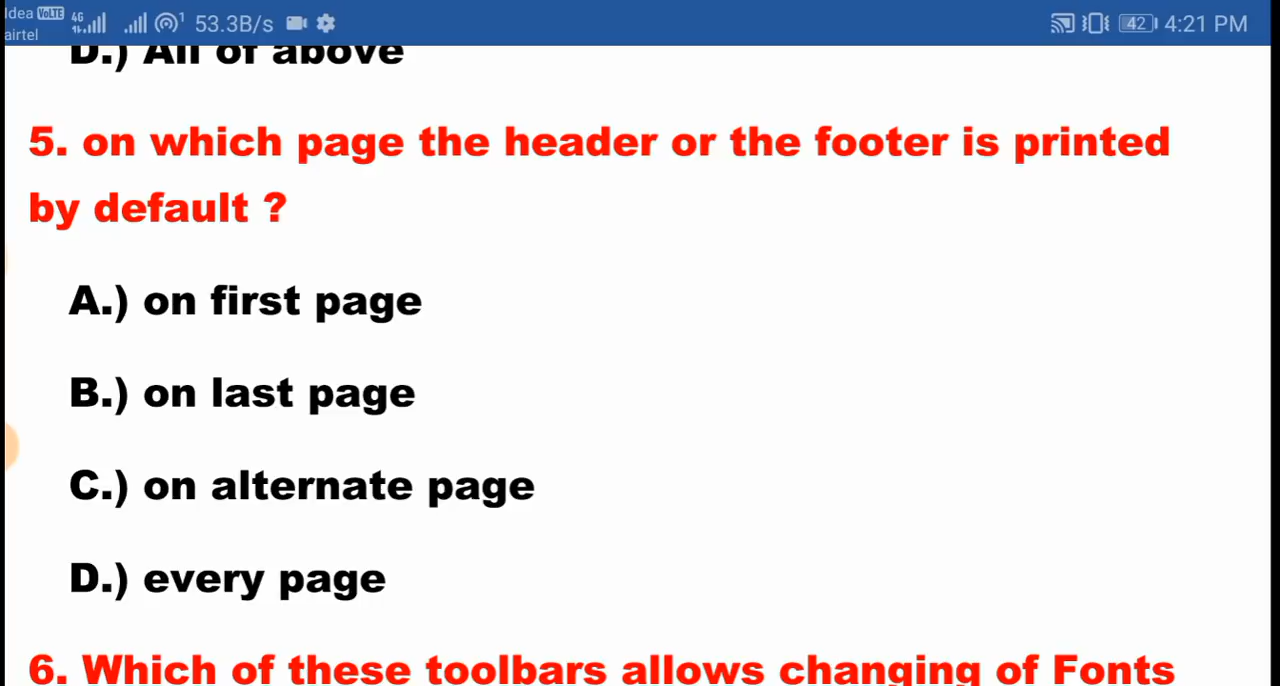 Idea VoLTE 4G 1 53.3B/s 42 4:21 PM
airtel
D.) All of above
5. on which page the header or the footer is printed
by default ?
A.) on first page
B.) on last page
C.) on alternate page
D.) every page
6. Which of these toolbars allows changing of Fonts